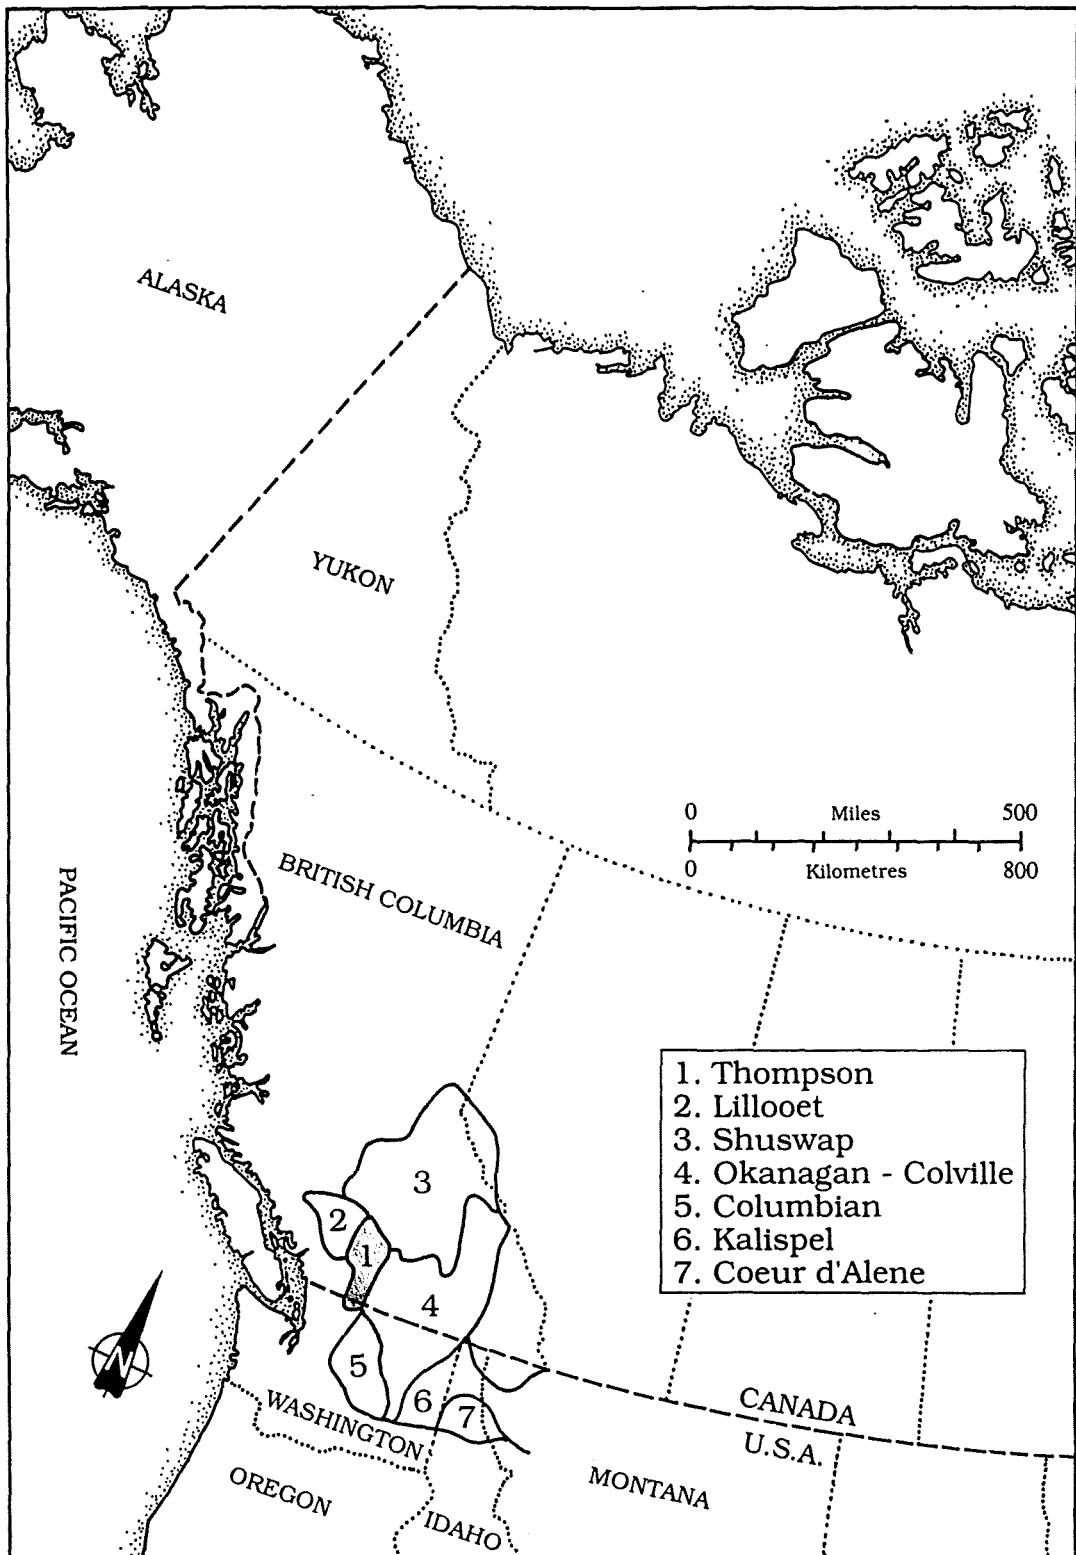 ALASKA
YUKON
0 Miles 500
0 Kilometres 800
BRITISH COLUMBIA
PACIFIC OCEAN
1. Thompson
2. Lillooet
3. Shuswap
4. Okanagan - Colville
5. Columbian
6. Kalispel
7. Coeur d'Alene
3
2
1
4
N
5
6
7
CANADA
U.S.A.
WASHINGTON
OREGON
IDAHO
MONTANA